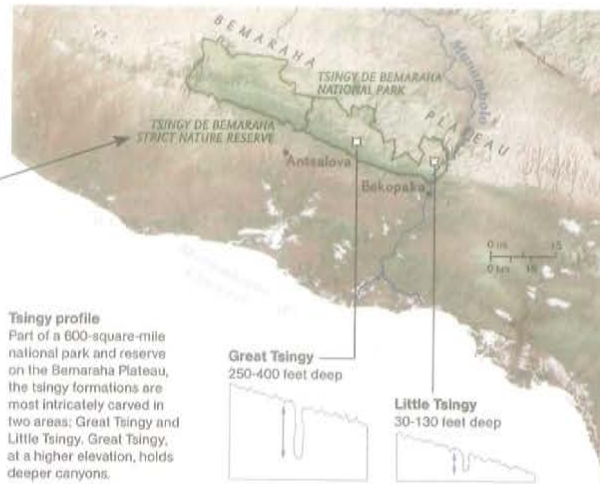 BEMARAHA
PLATEAU
Manambolo
TSINGY DE BEMARAHA
NATIONAL PARK
TSINGY DE BEMARAHA
STRICT NATURE RESERVE
Antsalova
Bekopaka
0 mi 15
0 km 15
Tsingy profile
Part of a 600-square-mile
national park and reserve
on the Bemaraha Plateau,
the tsingy formations are
most intricately carved in
two areas: Great Tsingy and
Little Tsingy. Great Tsingy,
at a higher elevation, holds
deeper canyons.
Great Tsingy
250-400 feet deep
Little Tsingy
30-130 feet deep